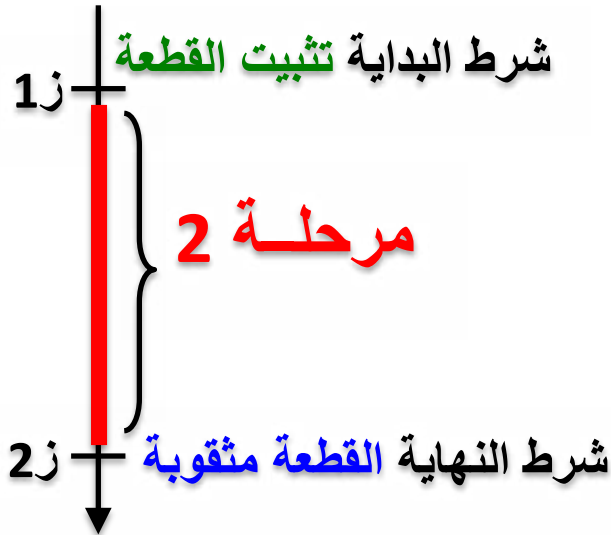 شرط البداية تثبيت القطعة
ز1
مرحلــة 2
شرط النهاية القطعة مثقوبة
ز2